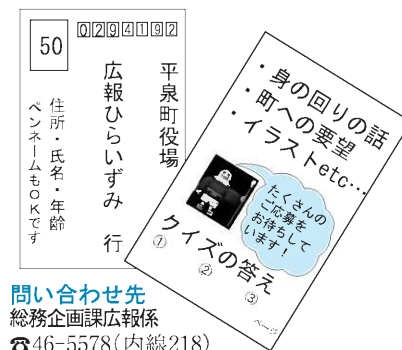 50
0294192
平泉町役場
広報ひらいずみ 行
住所・氏名・年齢
ペンネームもOKです
・身の回りの話
・町への要望
・イラストetc…
たくさんの
ご応募を
お待ちして
います！
クイズの答え
① ② ③
ページ
問い合わせ先
総務企画課広報係
☎46-5578(内線218)